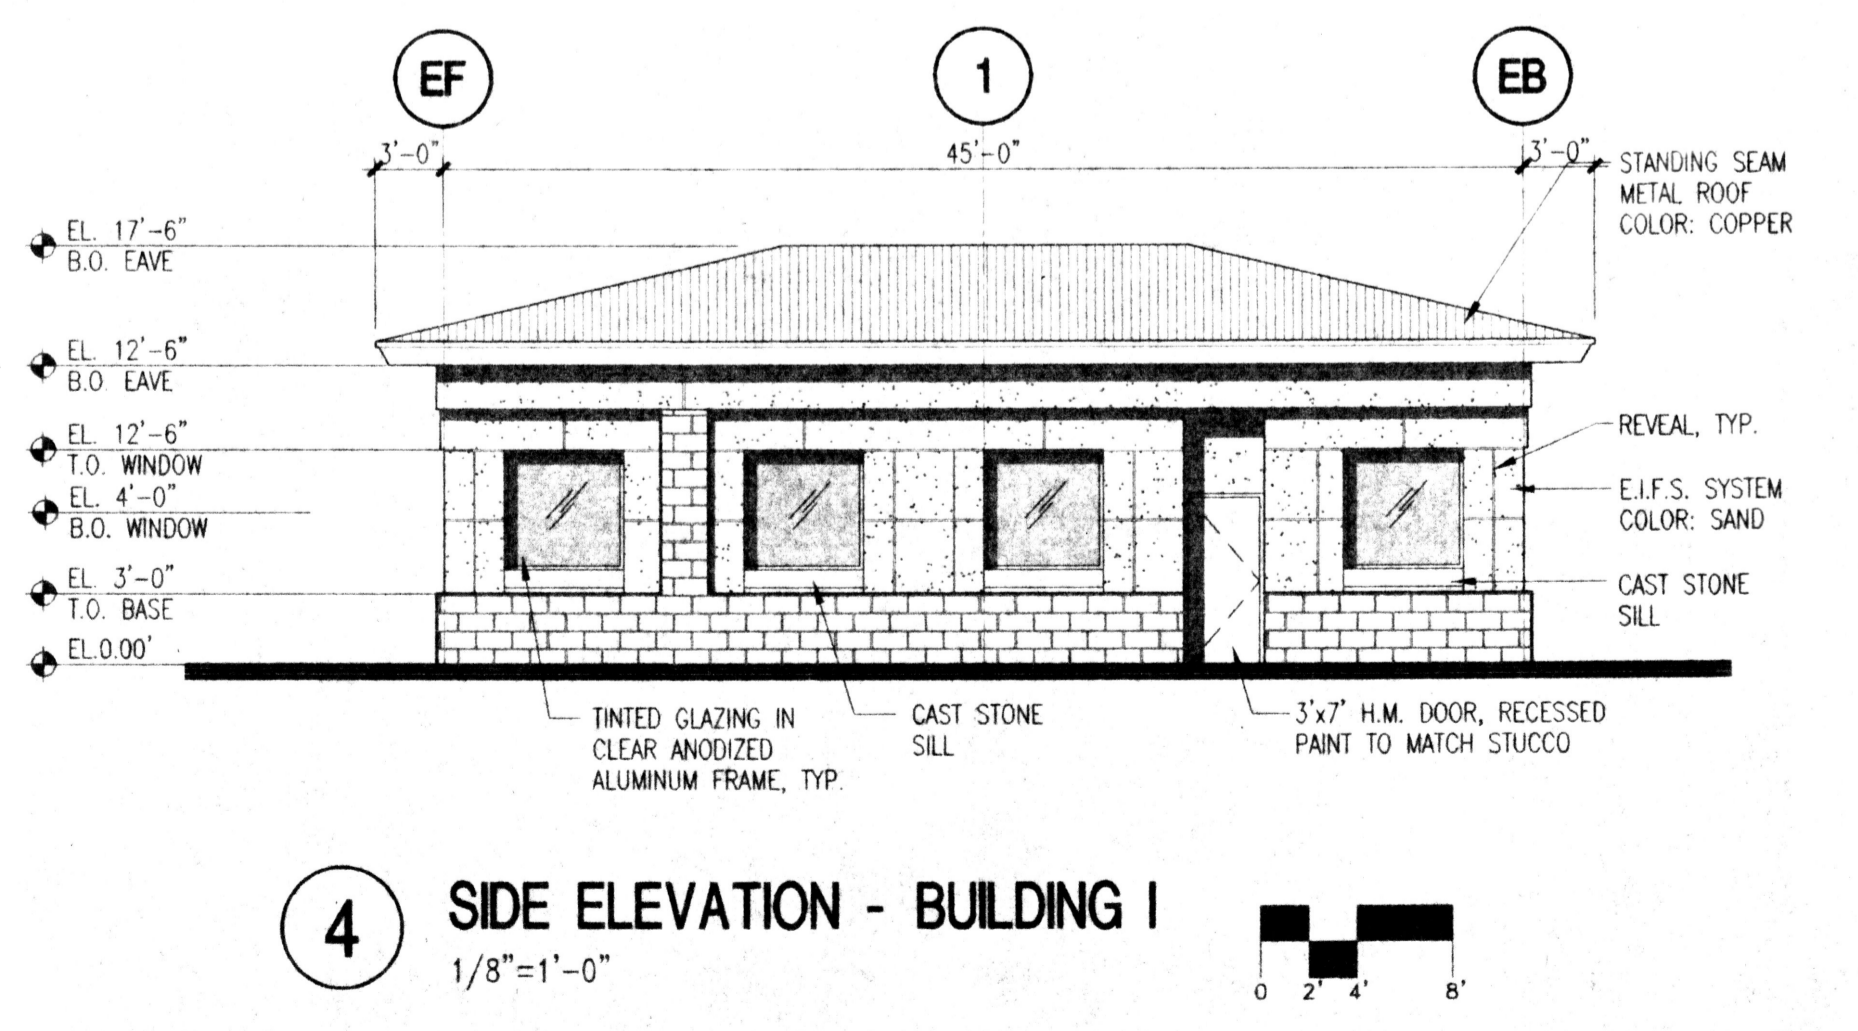 EF
1
EB
3'-0"
45'-0"
3'-0"
STANDING SEAM
METAL ROOF
COLOR: COPPER
EL. 17'-6"
B.O. EAVE
EL. 12'-6"
B.O. EAVE
EL. 12'-6"
T.O. WINDOW
EL. 4'-0"
B.O. WINDOW
EL. 3'-0"
T.O. BASE
EL.0.00'
REVEAL, TYP.
E.I.F.S. SYSTEM
COLOR: SAND
CAST STONE
SILL
TINTED GLAZING IN
CLEAR ANODIZED
ALUMINUM FRAME, TYP.
CAST STONE
SILL
3'x7' H.M. DOOR, RECESSED
PAINT TO MATCH STUCCO
4
SIDE ELEVATION - BUILDING I
1/8"=1'-0"
0 2' 4' 8'